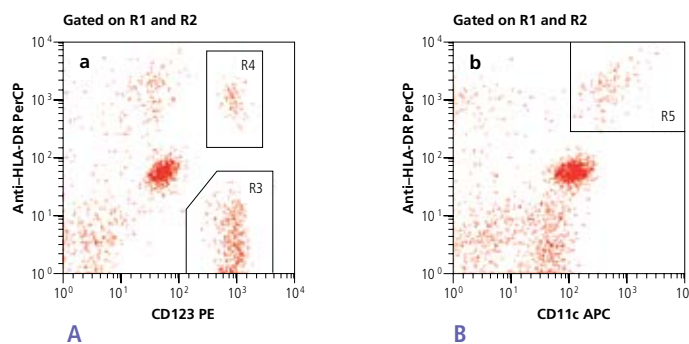 Gated on R1 and R2
Anti–HLA-DR PerCP
10⁴
10³
10²
10¹
10⁰
a
R4
R3
10⁰ 10¹ 10² 10³ 10⁴
CD123 PE
A
Gated on R1 and R2
Anti–HLA-DR PerCP
10⁴
10³
10²
10¹
10⁰
b
R5
10⁰ 10¹ 10² 10³ 10⁴
CD11c APC
B